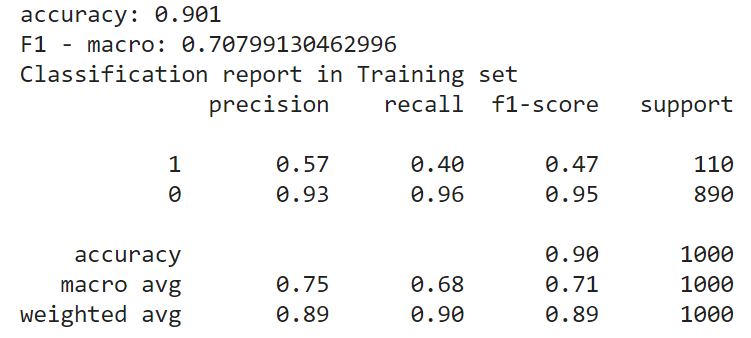 accuracy: 0.901
F1 - macro: 0.70799130462996
Classification report in Training set
precision recall f1-score support
1 0.57 0.40 0.47 110
0 0.93 0.96 0.95 890
accuracy 0.90 1000
macro avg 0.75 0.68 0.71 1000
weighted avg 0.89 0.90 0.89 1000